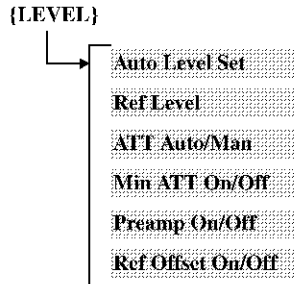 {LEVEL}
Auto Level Set
Ref Level
ATT Auto/Man
Min ATT On/Off
Preamp On/Off
Ref Offset On/Off